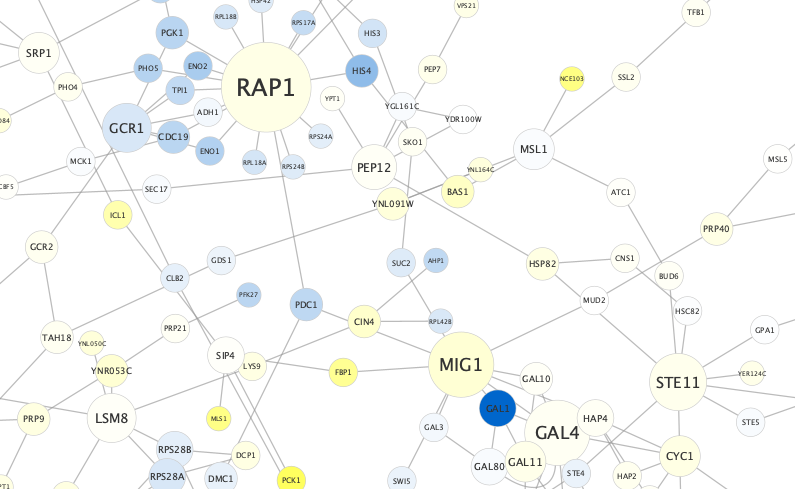 HSP42
VPS21
TFB1
RPL18B
RPS17A
PGK1
HIS3
SRP1
PHO5
ENO2
HIS4
PEP7
SSL2
NCE103
PHO4
TPI1
RAP1
YPT1
YGL161C
ADH1
YDR100W
GCR1
CDC19
RPS24A
SKO1
ENO1
MSL1
MCK1
RPL18A
RPS24B
PEP12
YNL164C
MSL5
CBF5
SEC17
BAS1
ATC1
YNL091W
ICL1
PRP40
GCR2
GDS1
SUC2
AHP1
HSP82
CNS1
CLB2
BUD6
PFK27
PDC1
MUD2
HSC82
PRP21
CIN4
RPL42B
GPA1
TAH18
YNL050C
SIP4
LYS9
FBP1
MIG1
GAL10
STE11
YNR053C
YER124C
PRP9
LSM8
MLS1
GAL1
GAL3
GAL4
HAP4
STE5
RPS28B
DCP1
GAL80
GAL11
CYC1
RPS28A
DMC1
PCK1
SWI5
STE4
HAP2